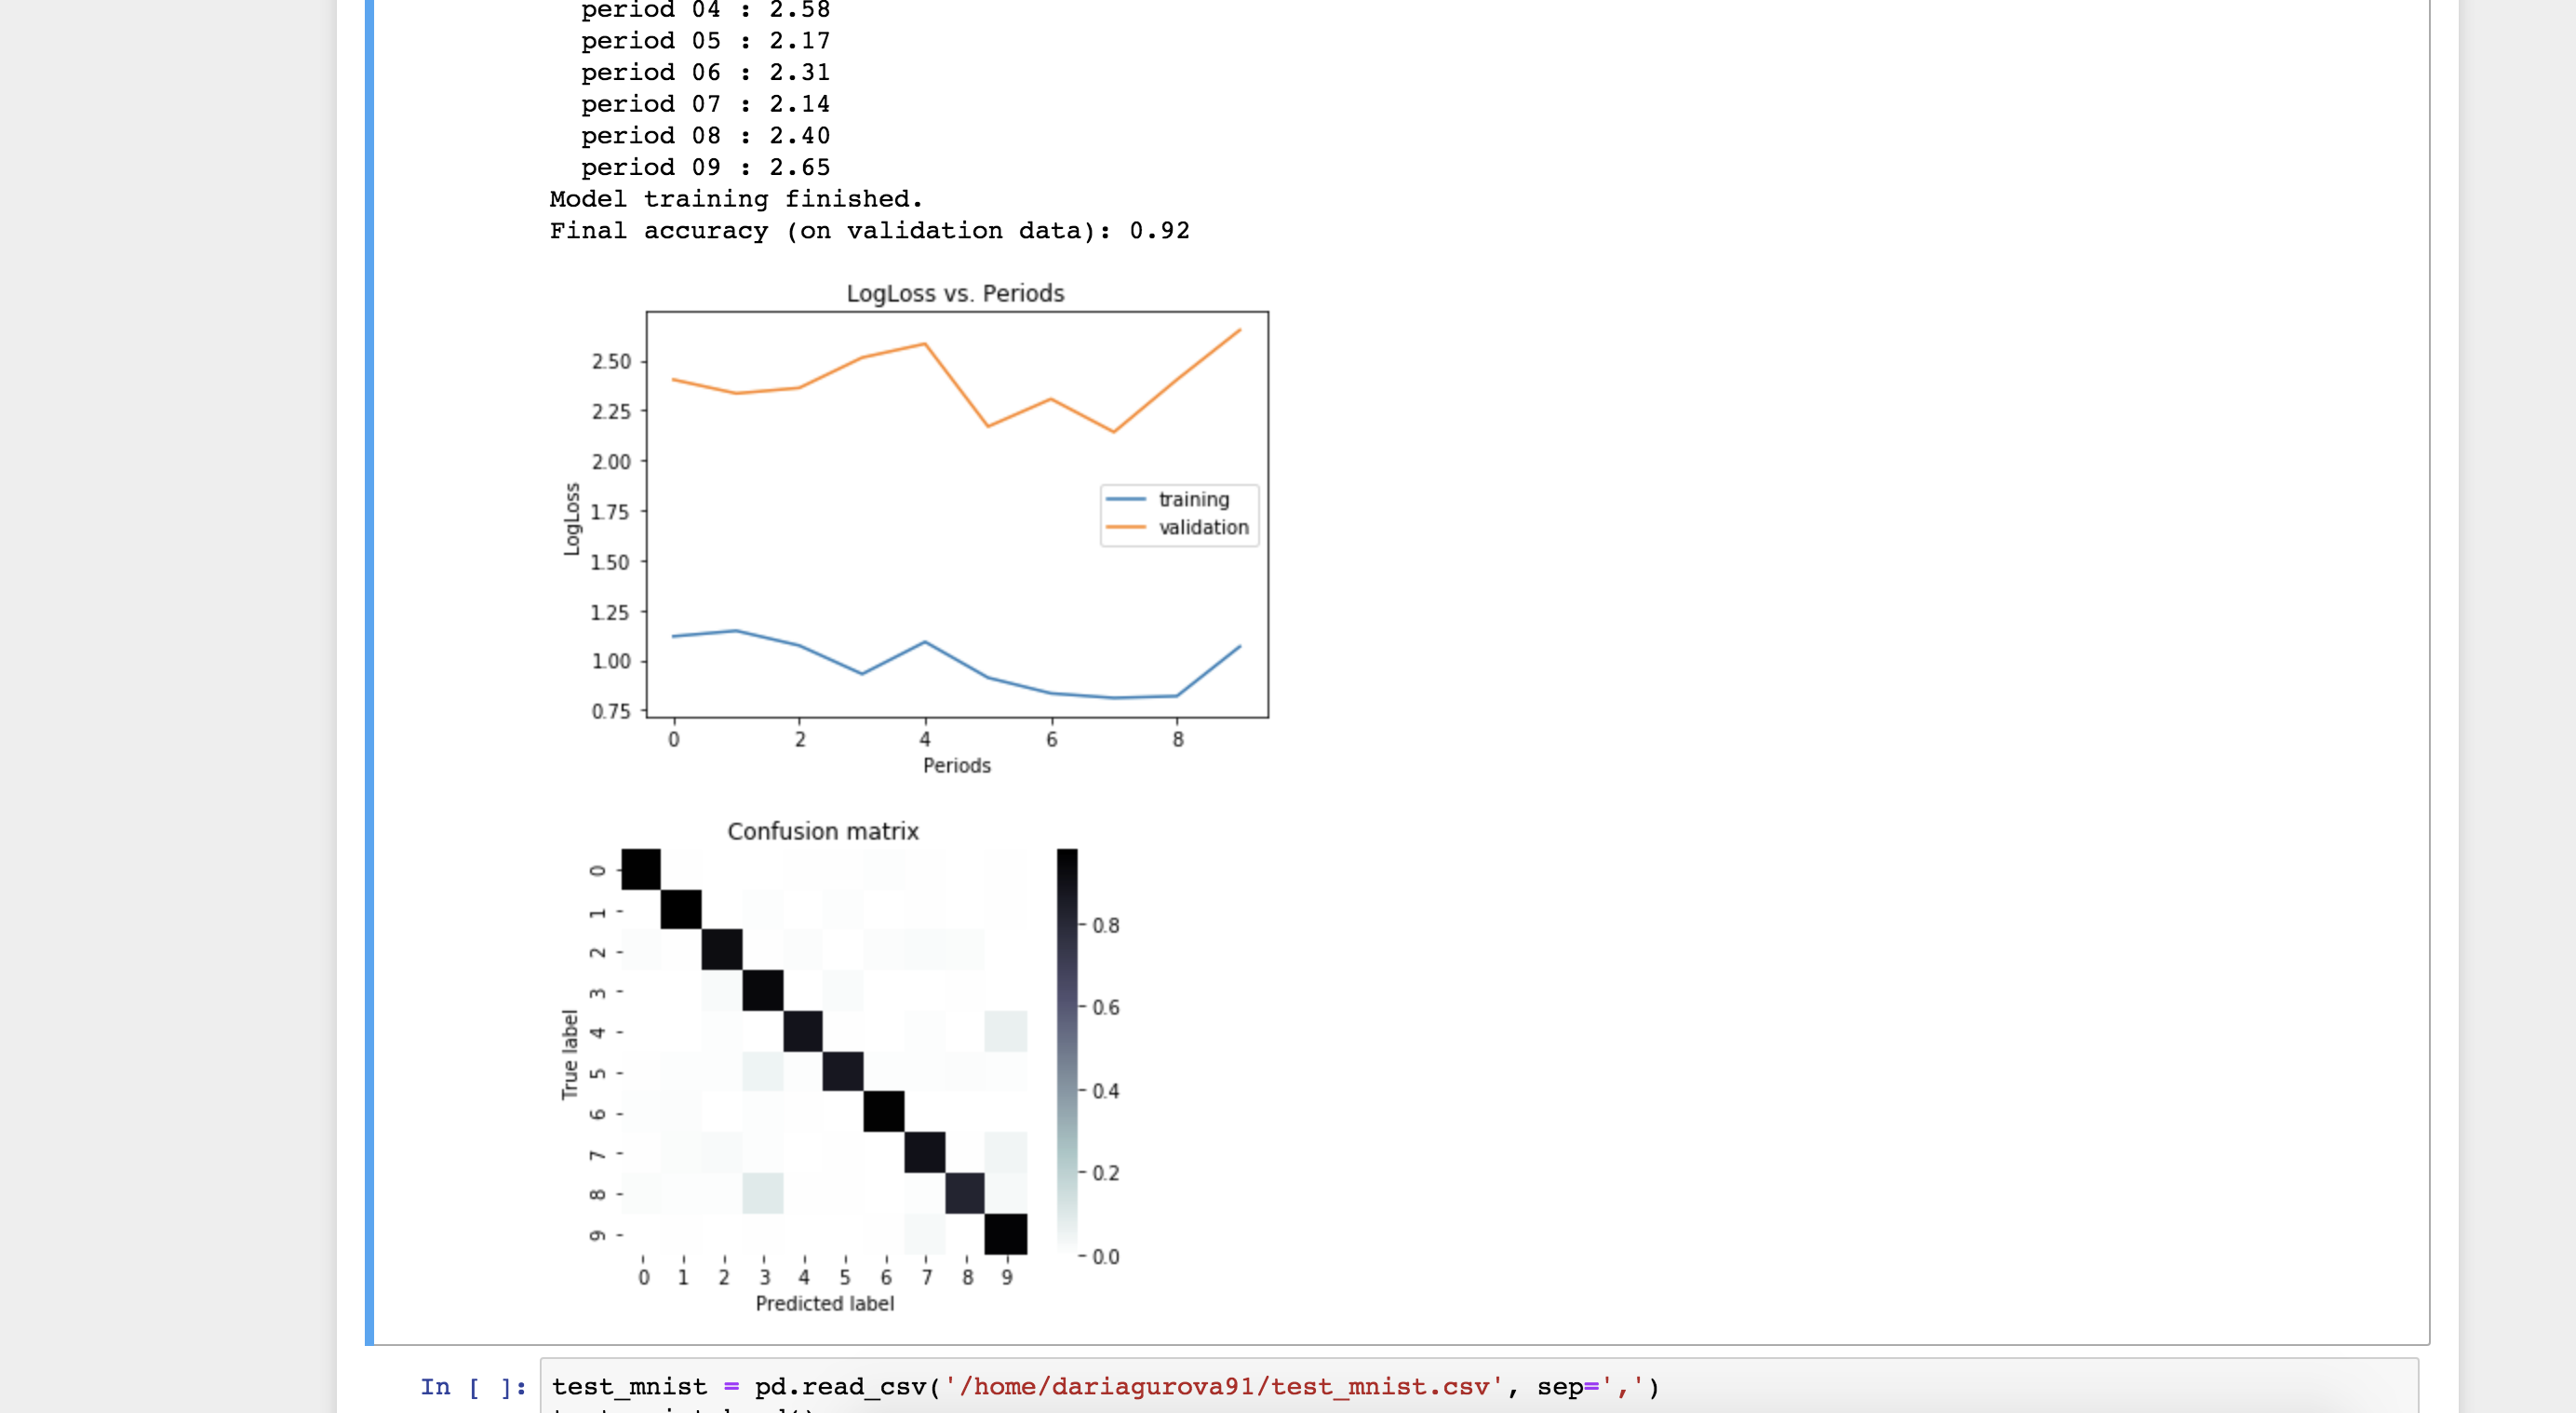 period 04 : 2.58
period 05 : 2.17
period 06 : 2.31
period 07 : 2.14
period 08 : 2.40
period 09 : 2.65
Model training finished.
Final accuracy (on validation data): 0.92
LogLoss vs. Periods
2.50
2.25
2.00
1.75
1.50
1.25
1.00
0.75
LogLoss
training
validation
0 2 4 6 8
Periods
Confusion matrix
0
1
2
3
4
5
6
7
8
9
True label
0 1 2 3 4 5 6 7 8 9
Predicted label
0.8
0.6
0.4
0.2
0.0
In [ ]: test_mnist = pd.read_csv('/home/dariagurova91/test_mnist.csv', sep=',')